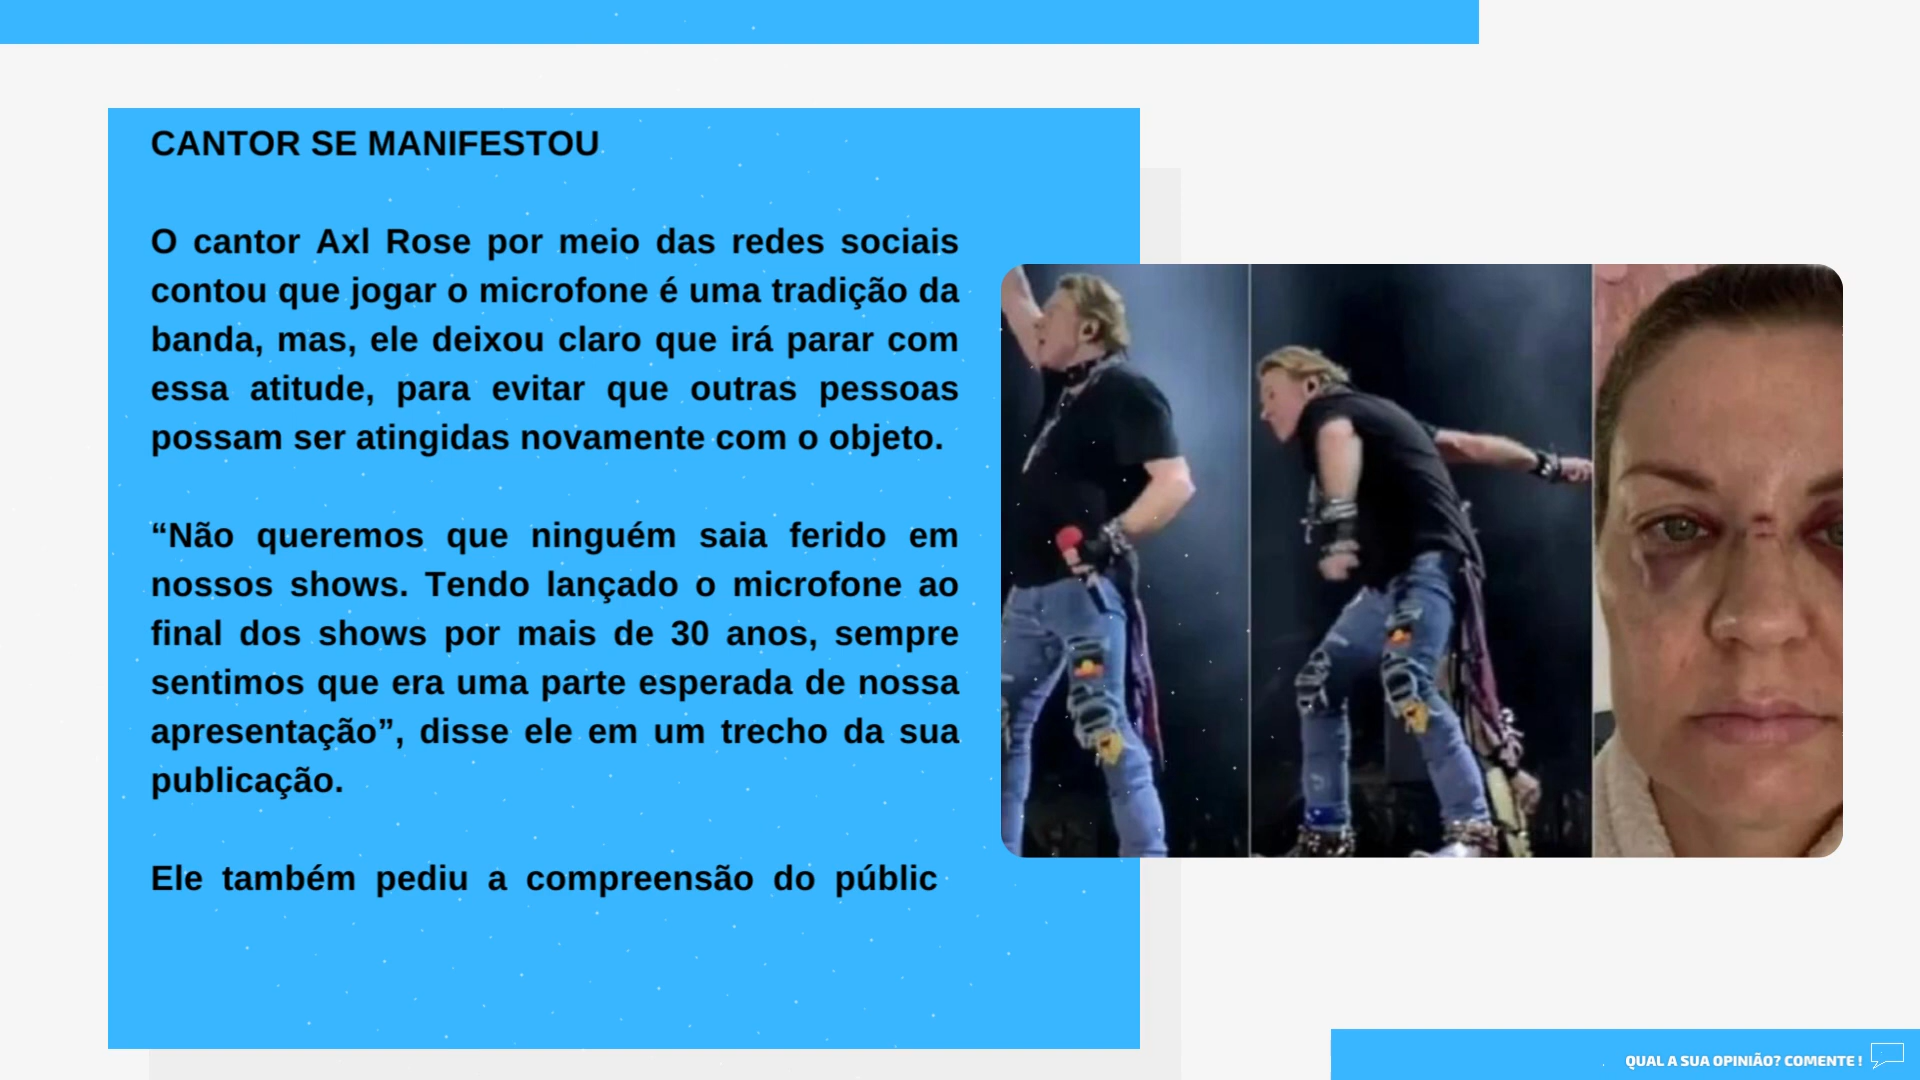 CANTOR SE MANIFESTOU
O cantor Axl Rose por meio das redes sociais
contou que jogar o microfone é uma tradição da
banda, mas, ele deixou claro que irá parar com
essa atitude, para evitar que outras pessoas
possam ser atingidas novamente com o objeto.
“Não queremos que ninguém saia ferido em
nossos shows. Tendo lançado o microfone ao
final dos shows por mais de 30 anos, sempre
sentimos que era uma parte esperada de nossa
apresentação”, disse ele em um trecho da sua
publicação.
Ele também pediu a compreensão do públic
QUAL A SUA OPINIÃO? COMENTE !